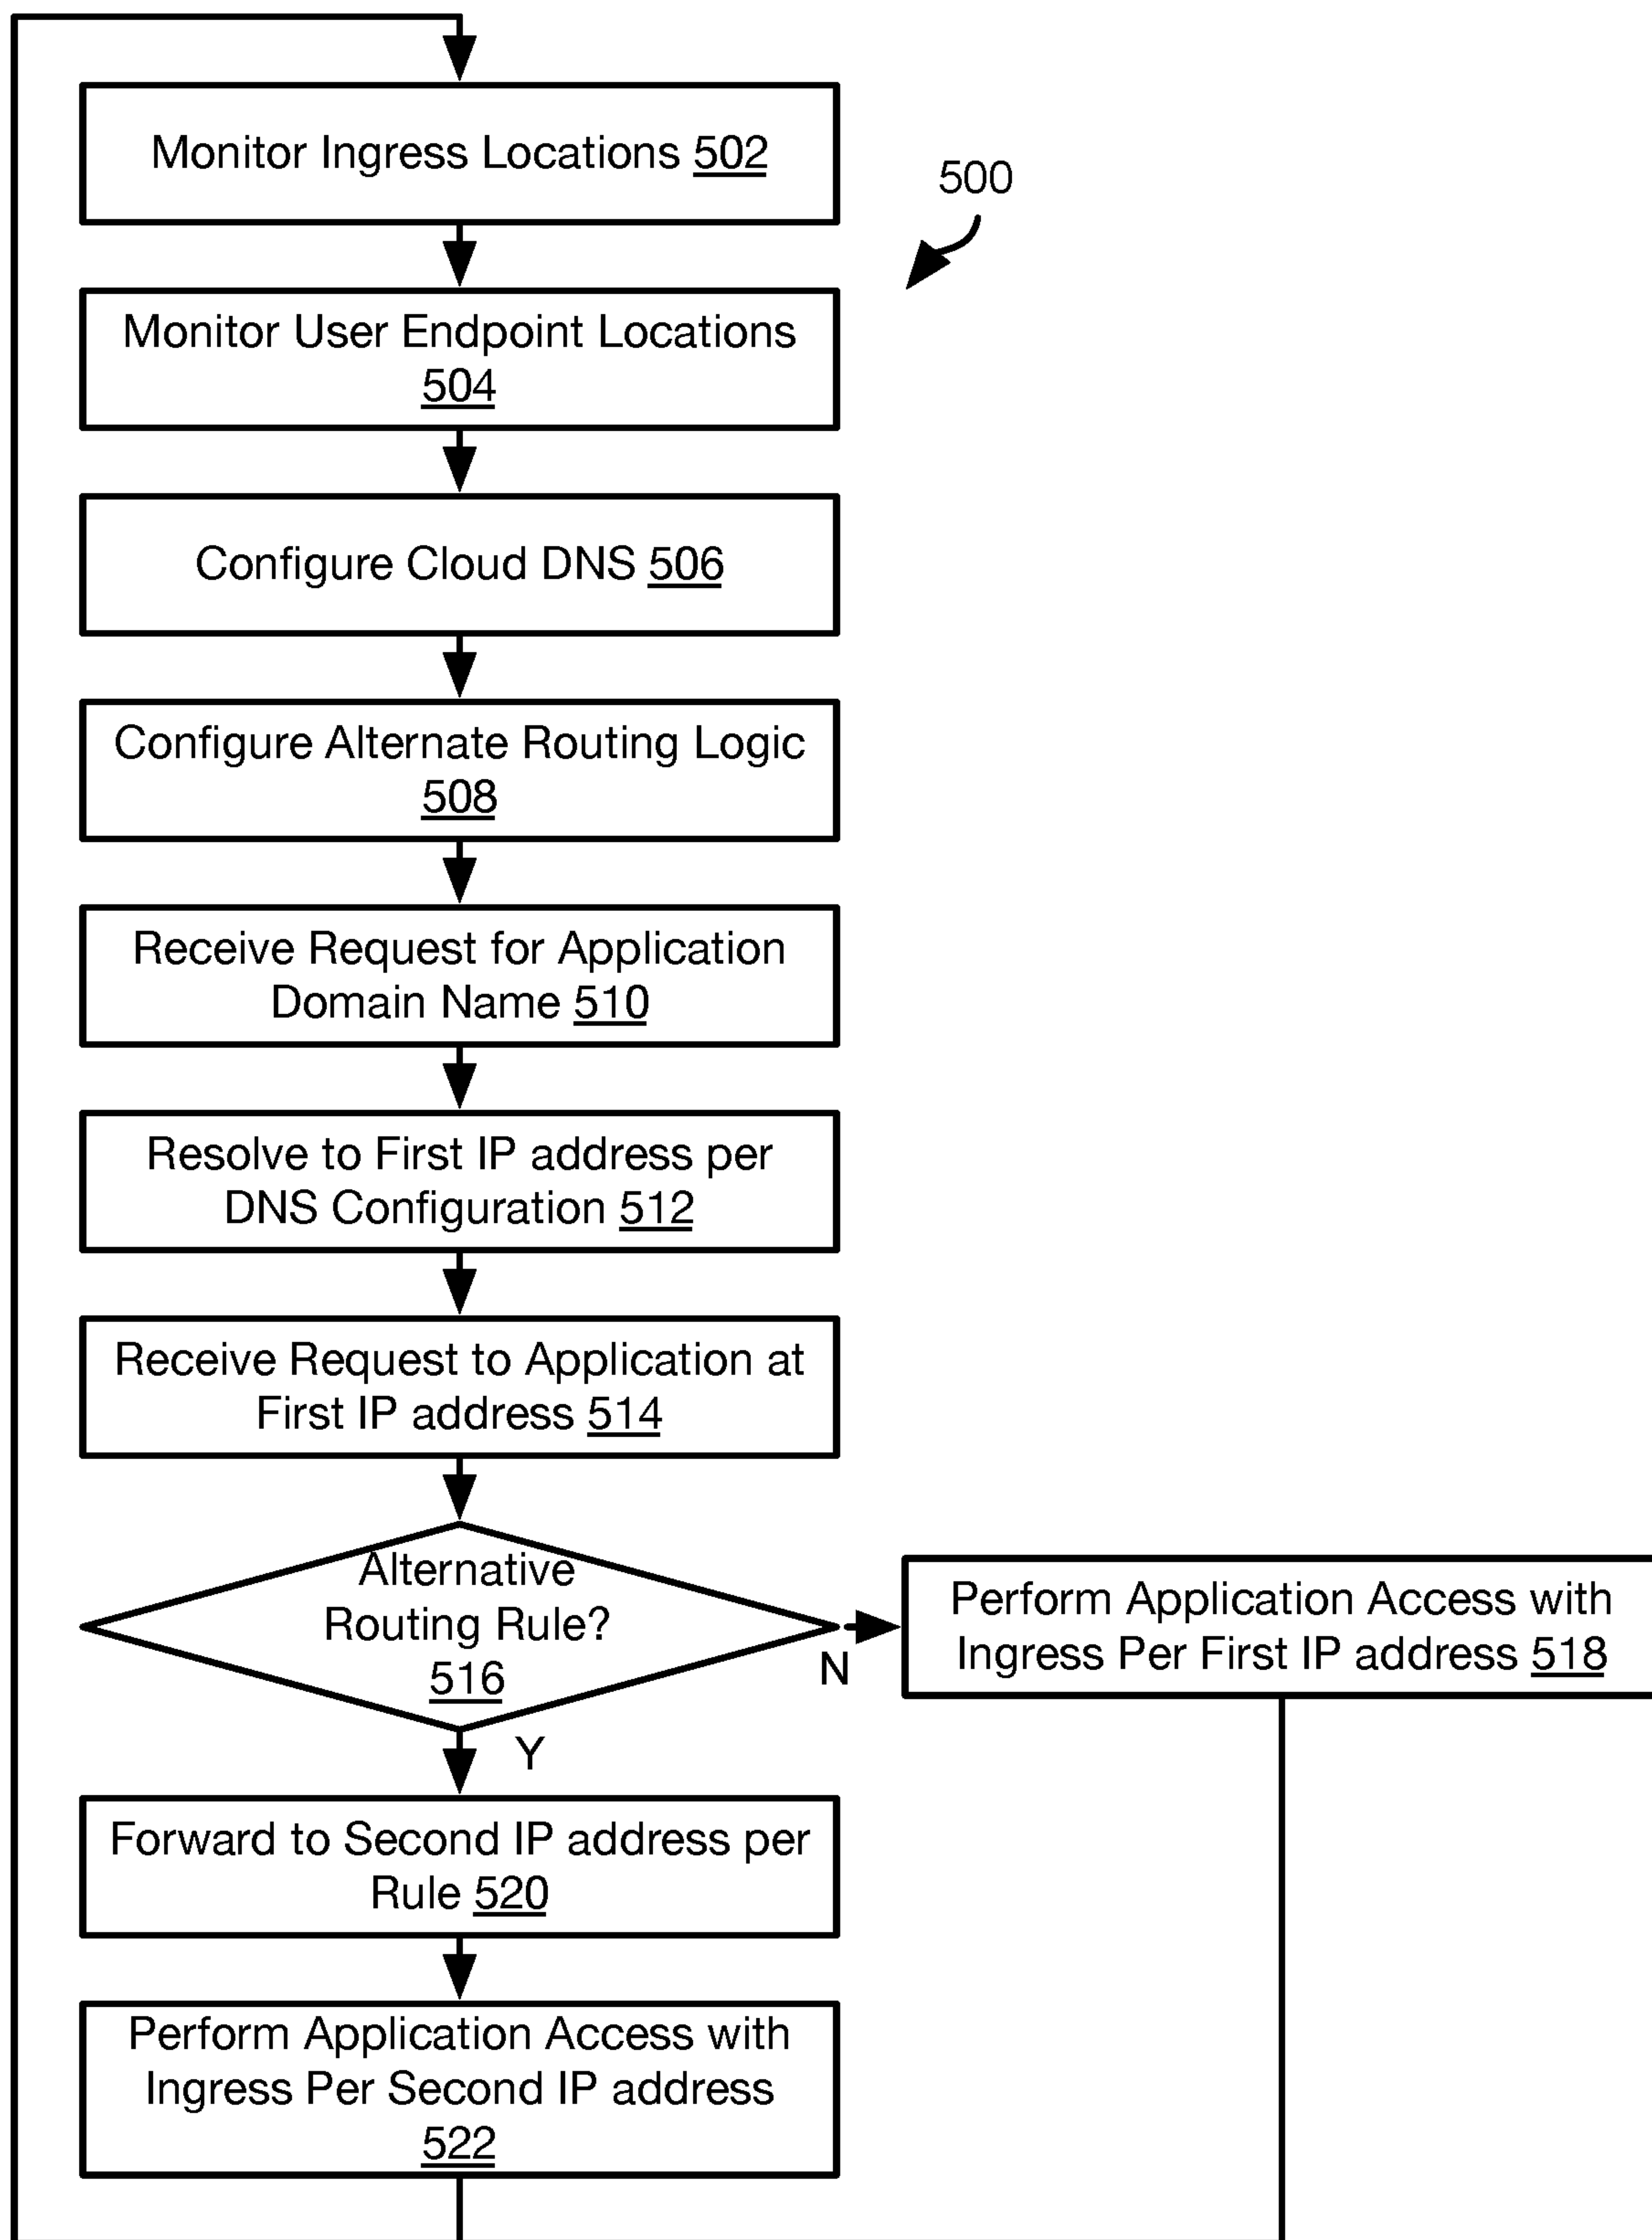 Monitor Ingress Locations 502
500
Monitor User Endpoint Locations
504
Configure Cloud DNS 506
Configure Alternate Routing Logic
508
Receive Request for Application
Domain Name 510
Resolve to First IP address per
DNS Configuration 512
Receive Request to Application at
First IP address 514
Alternative
Routing Rule?
516
N
Perform Application Access with
Ingress Per First IP address 518
Y
Forward to Second IP address per
Rule 520
Perform Application Access with
Ingress Per Second IP address
522